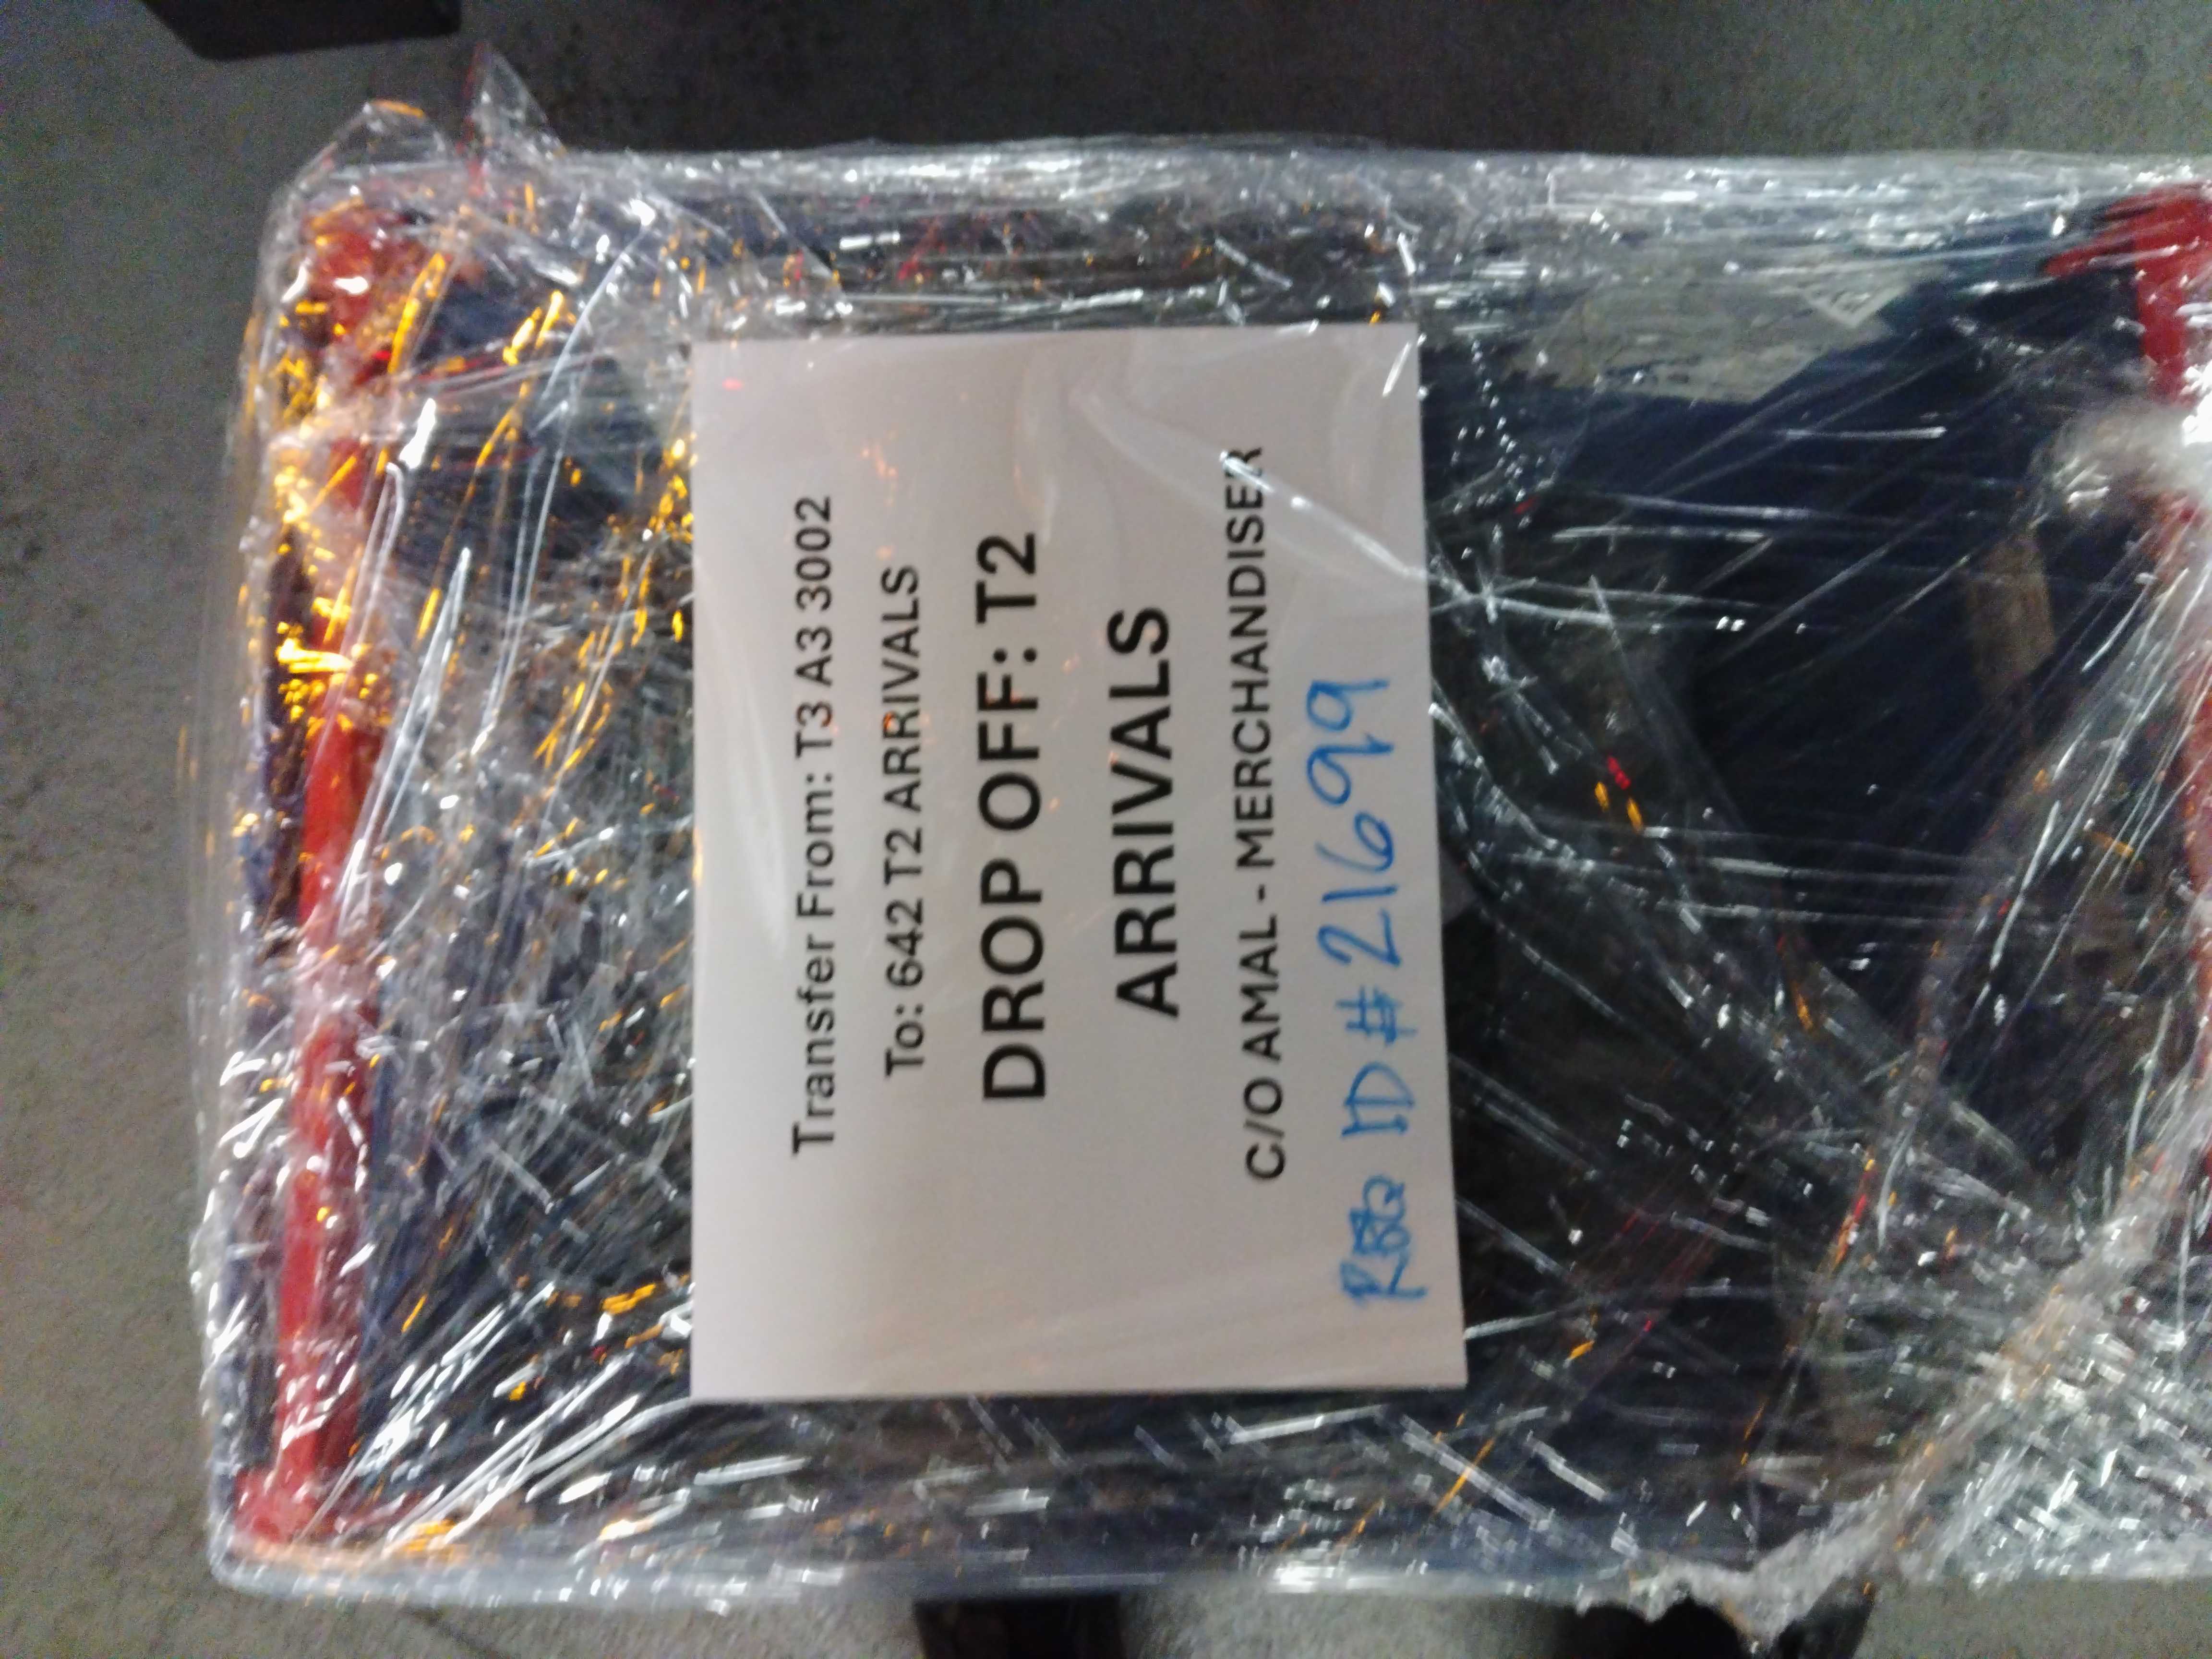 Transfer From: T3 A3 3002
To: 642 T2 ARRIVALS
DROP OFF: T2
ARRIVALS
C/O AMAL - MERCHANDISER
ID # 21699